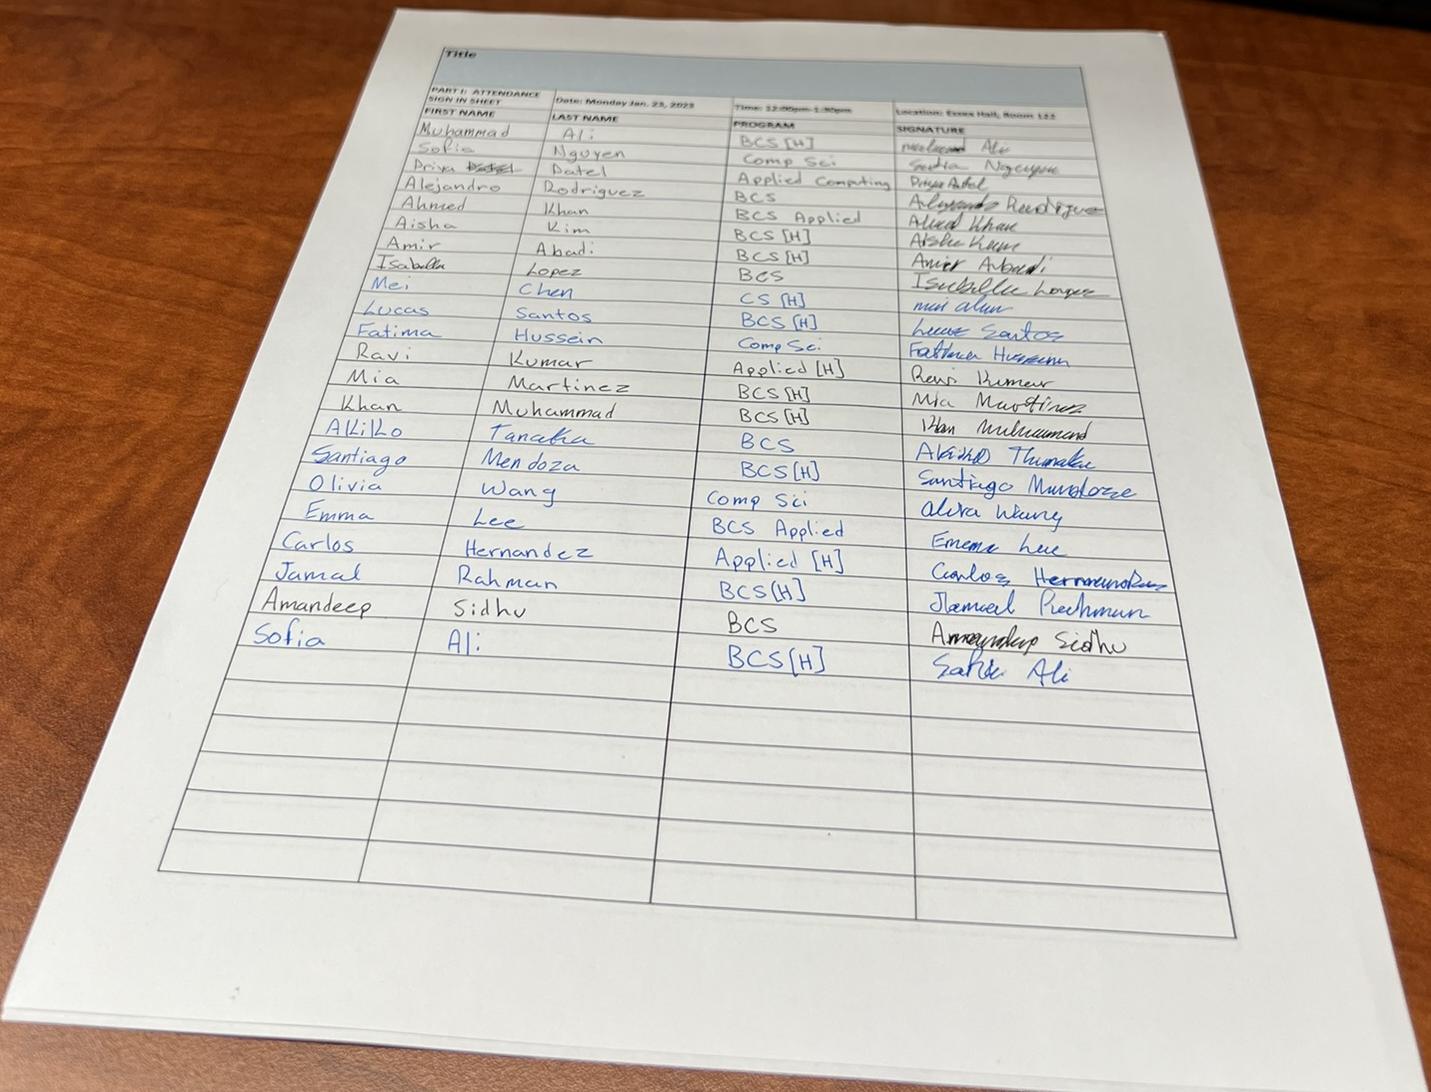 Title
PART I: ATTENDANCE SIGN IN SHEET Date: Monday Jan. 23, 2023 Time: 12:00pm-1:30pm Location: Essex Hall, Room 122
FIRST NAME LAST NAME PROGRAM SIGNATURE
Muhammad Ali BCS [H] Ali
Sofia Nguyen Comp Sci Sofia Nguyen
Priya Patel Applied Computing Priya Patel
Alejandro Rodriguez BCS Alejandro Rodriguez
Ahmed Khan BCS Applied Ahmed Khan
Aisha Kim BCS [H] Aisha Kim
Amir Abadi BCS [H] Amir Abadi
Isabella Lopez BCS Isabella Lopez
Mei Chen CS [H] mei chen
Lucas Santos BCS [H] Lucas Santos
Fatima Hussein Comp Sci Fatima Hussein
Ravi Kumar Applied [H] Ravi Kumar
Mia Martinez BCS [H] Mia Martinez
Khan Muhammad BCS [H] Khan Muhammad
Akiko Tanaka BCS Akiko Tanaka
Santiago Mendoza BCS [H] Santiago Mendoza
Olivia Wang Comp Sci Olivia Wang
Emma Lee BCS Applied Emma Lee
Carlos Hernandez Applied [H] Carlos Hernandez
Jamal Rahman BCS [H] Jamal Rahman
Amandeep Sidhu BCS Amandeep Sidhu
Sofia Ali BCS [H] Sofia Ali